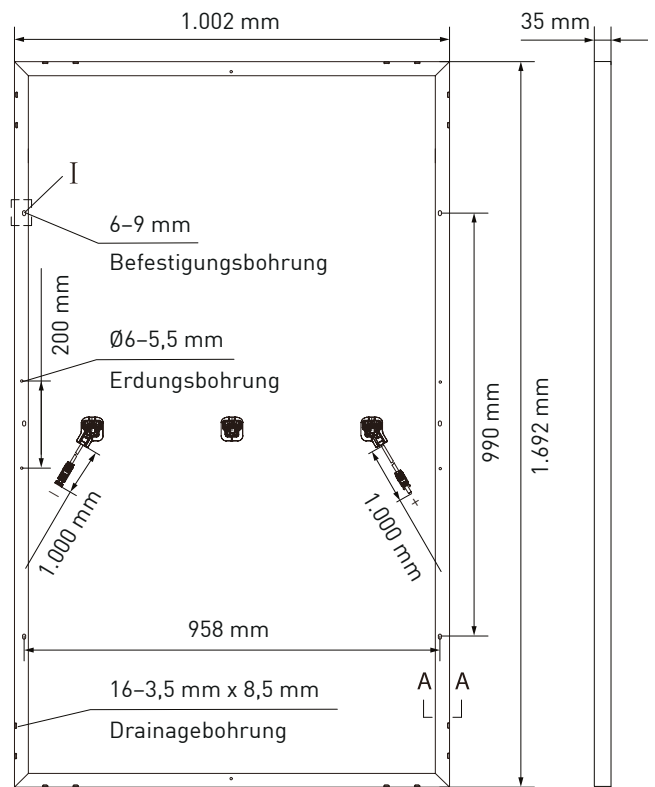 1.002 mm
35 mm
I
6–9 mm
Befestigungsbohrung
200 mm
Ø6–5,5 mm
Erdungsbohrung
990 mm
1.692 mm
–
+
1.000 mm
1.000 mm
958 mm
A A
16–3,5 mm x 8,5 mm
Drainagebohrung